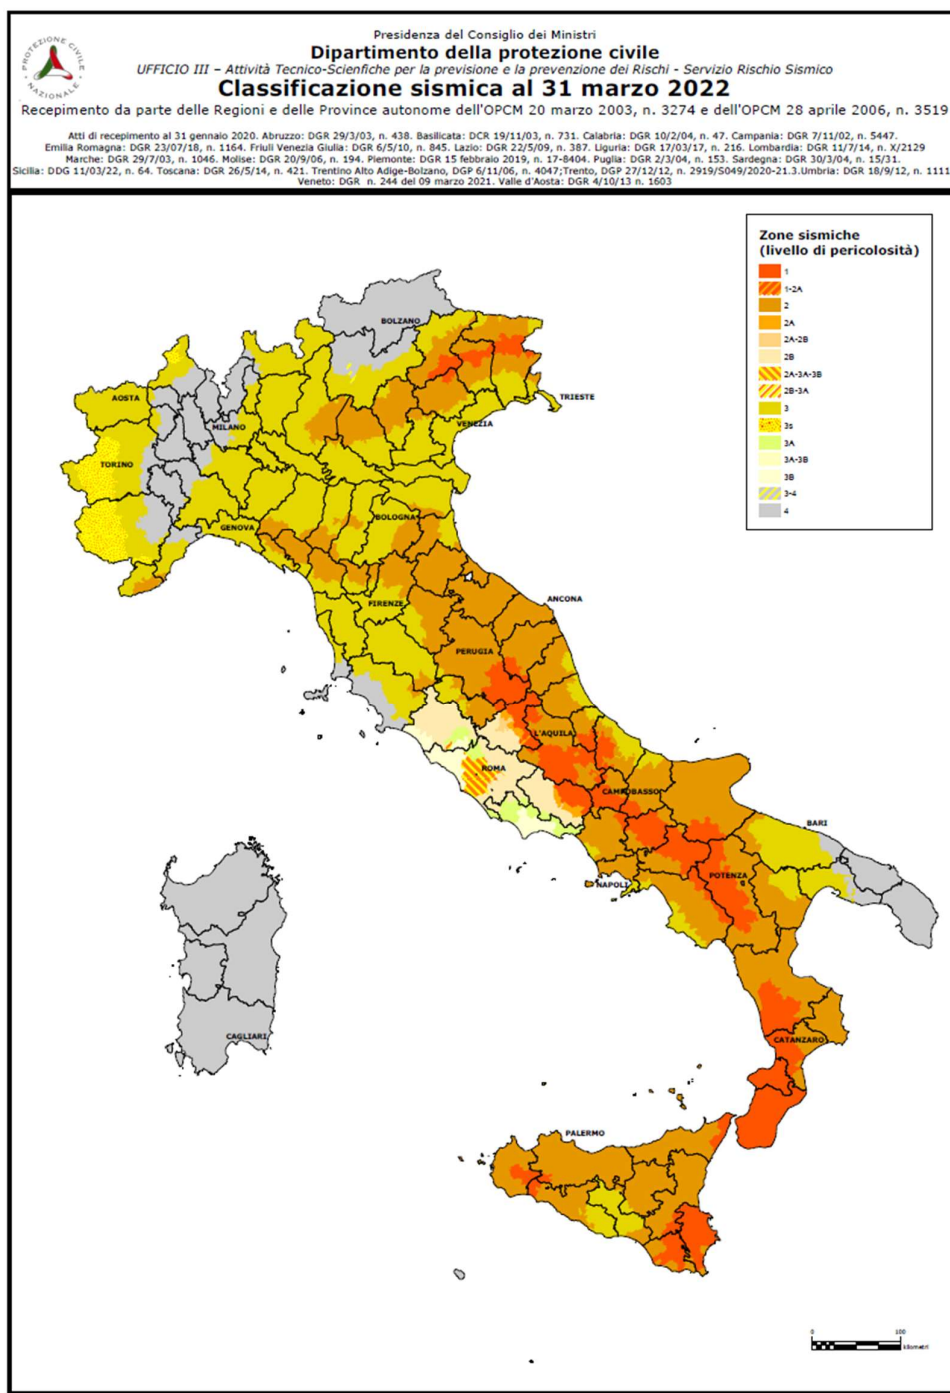 PROTEZIONE CIVILE
NAZIONALE
Presidenza del Consiglio dei Ministri
Dipartimento della protezione civile
UFFICIO III – Attività Tecnico-Scienfiche per la previsione e la prevenzione dei Rischi - Servizio Rischio Sismico
Classificazione sismica al 31 marzo 2022
Recepimento da parte delle Regioni e delle Province autonome dell'OPCM 20 marzo 2003, n. 3274 e dell'OPCM 28 aprile 2006, n. 3519
Atti di recepimento al 31 gennaio 2020. Abruzzo: DGR 29/3/03, n. 438. Basilicata: DCR 19/11/03, n. 731. Calabria: DGR 10/2/04, n. 47. Campania: DGR 7/11/02, n. 5447.
Emilia Romagna: DGR 23/07/18, n. 1164. Friuli Venezia Giulia: DGR 6/5/10, n. 845. Lazio: DGR 22/5/09, n. 387. Liguria: DGR 17/03/17, n. 216. Lombardia: DGR 11/7/14, n. X/2129
Marche: DGR 29/7/03, n. 1046. Molise: DGR 20/9/06, n. 194. Piemonte: DGR 15 febbraio 2019, n. 17-8404. Puglia: DGR 2/3/04, n. 153. Sardegna: DGR 30/3/04, n. 15/31.
Sicilia: DDG 11/03/22, n. 64. Toscana: DGR 26/5/14, n. 421. Trentino Alto Adige-Bolzano, DGP 6/11/06, n. 4047;Trento, DGP 27/12/12, n. 2919/S049/2020-21.3.Umbria: DGR 18/9/12, n. 1111
Veneto: DGR n. 244 del 09 marzo 2021. Valle d'Aosta: DGR 4/10/13 n. 1603
Zone sismiche
(livello di pericolosità)
1
1-2A
2
2A
2A-2B
2B
2A-3A-3B
2B-3A
3
3s
3A
3A-3B
3B
3-4
4
BOLZANO
AOSTA
TRIESTE
MILANO
VENEZIA
TORINO
BOLOGNA
GENOVA
ANCONA
FIRENZE
PERUGIA
L'AQUILA
ROMA
CAMPOBASSO
BARI
POTENZA
NAPOLI
CAGLIARI
CATANZARO
PALERMO
0 100
kilometri